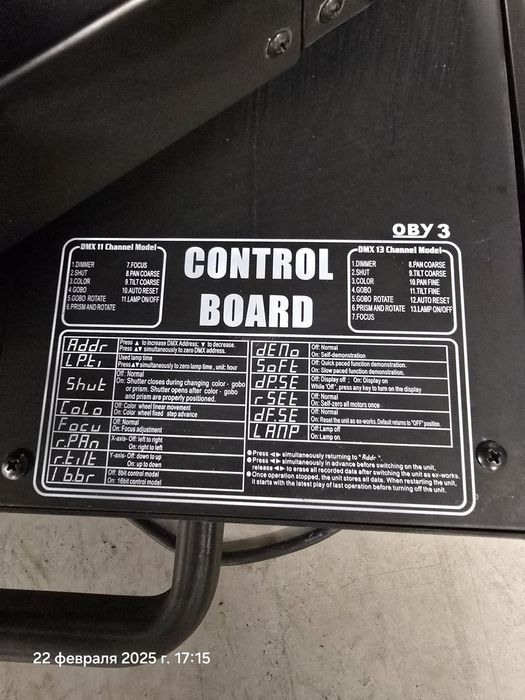 ОВУ 3
DMX 11 Channel Model
1.DIMMER 7.FOCUS
2.SHUT 8.PAN COARSE
3.COLOR 9.TILT COARSE
4.GOBO 10.AUTO RESET
5.GOBO ROTATE 11.LAMP ON/OFF
6.PRISM AND ROTATE
CONTROL
BOARD
DMX 13 Channel Model
1.DIMMER 8.PAN COARSE
2.SHUT 9.TILT COARSE
3.COLOR 10.PAN FINE
4.GOBO 11.TILT FINE
5.GOBO ROTATE 12.AUTO RESET
6.PRISM AND ROTATE 13.LAMP ON/OFF
7.FOCUS
Addr Press ▲ to increase DMX Address; ▼ to decrease.
Press ▲▼ simultaneously to zero DMX address.
LP.ti Used lamp time
Press ▲▼ simultaneously to zero lamp time , unit: hour
Shut Off: Normal
On: Shutter closes during changing color、gobo
or prism. Shutter opens after color、gobo
and prism are properly positioned.
CoLo Off: Color wheel linear movement
On: Color wheel fixed step advance
Focu Off: Normal
On: Focus adjustment
r.PAn X-axis- Off: left to right
On: right to left
r.tilt Y-axis- Off: down to up
On: up to down
16br Off: 8bit control model
On: 16bit control model
dEMo Off: Normal
On: Self-demonstration
SoFt Off: Quick paced function demonstration.
On: Slow paced function demonstration.
dP.SE Off: Display off ; On: Display on
While "Off", press any key to turn on the display
rSEt Off: Normal
On: Self-zero all motors once
dF.SE Off: Normal
On: Reset the unit as ex-works. Default returns to "OFF" position.
LAMP Off: Lamp off
On: Lamp on.
● Press ◀▶ simultaneously returning to "Addr".
● Press ◀▶ simultaneously in advance before switching on the unit.
release ◀▶ to erase all recorded data after switching the unit as ex-works.
● Once operation stopped, the unit stores all data. When restarting the unit,
it starts with the latest play of last operation before turning off the unit.
22 февраля 2025 г. 17:15